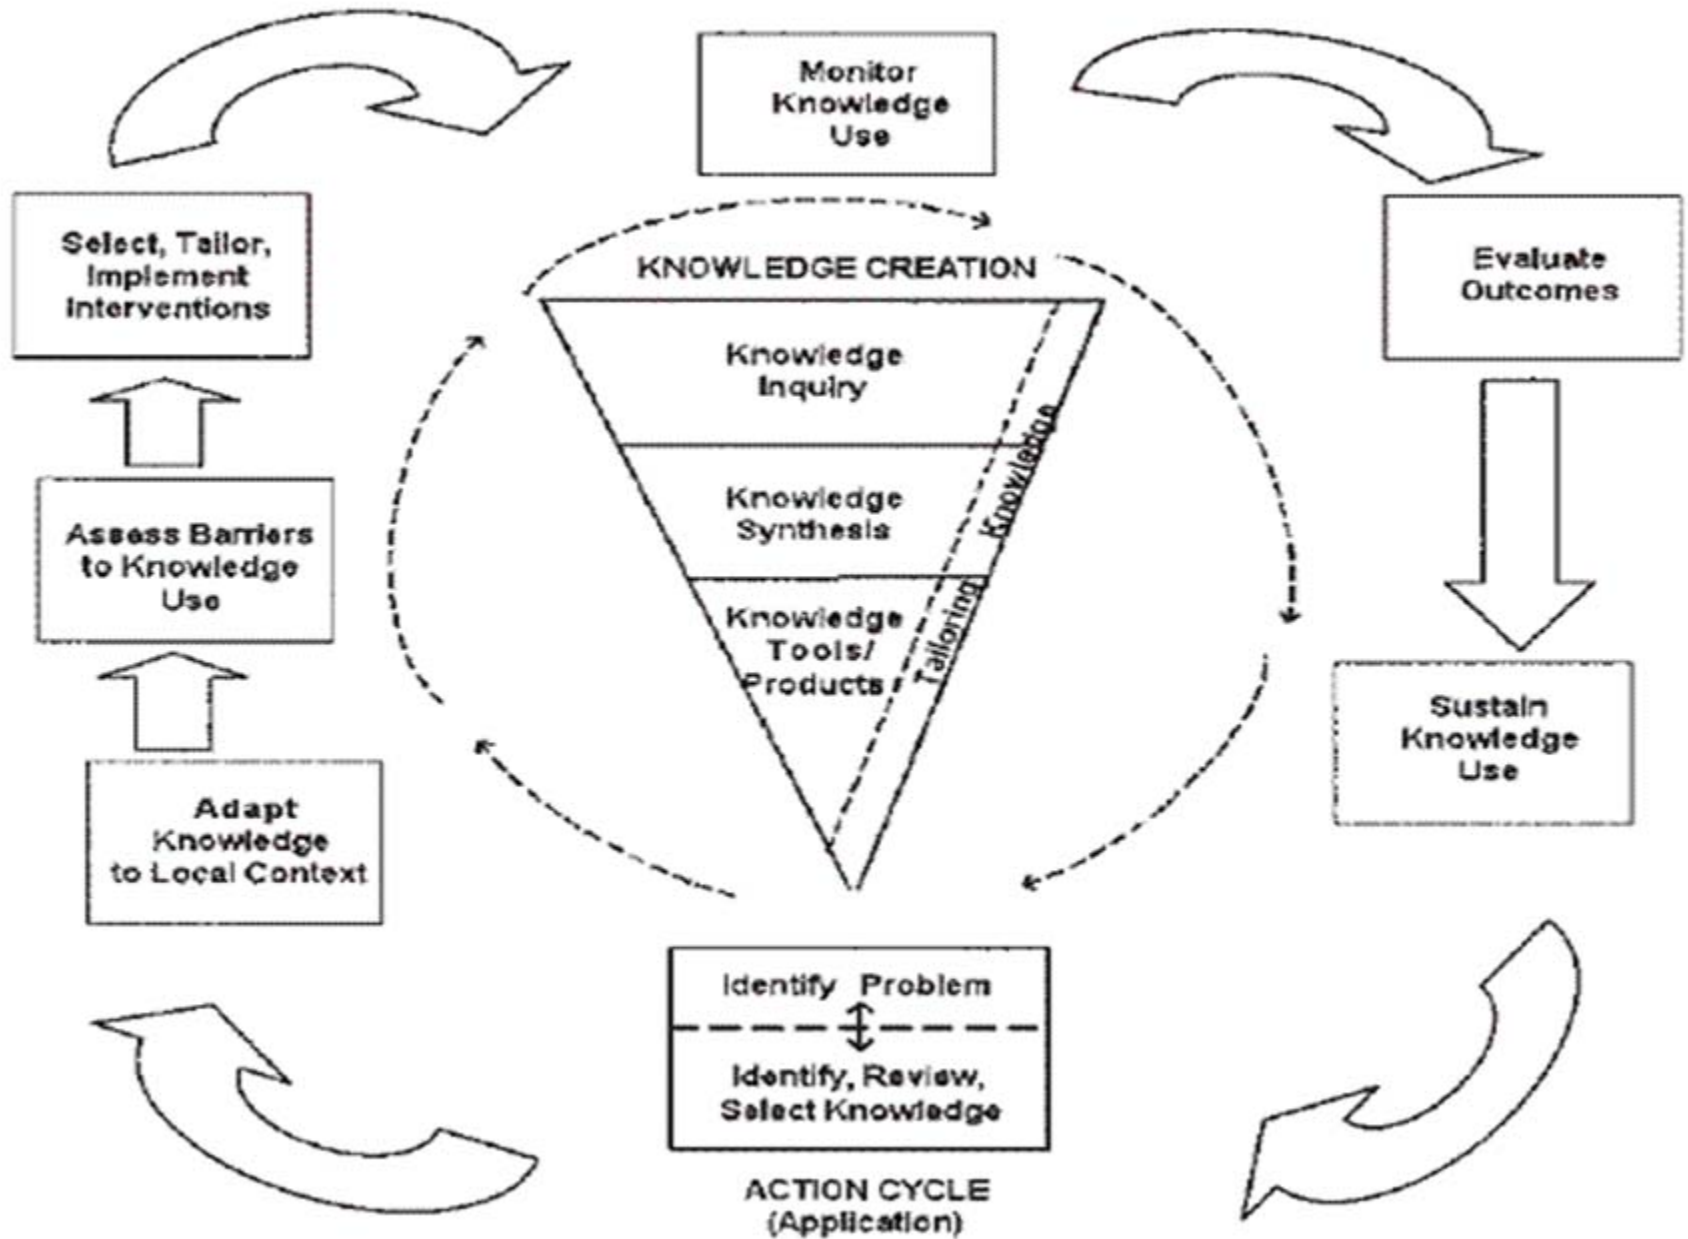 Monitor
Knowledge
Use
Select, Tailor,
Implement
Interventions
Evaluate
Outcomes
KNOWLEDGE CREATION
Knowledge
Inquiry
Knowledge
Synthesis
Knowledge
Tools/
Products
Tailoring Knowledge
Assess Barriers
to Knowledge
Use
Sustain
Knowledge
Use
Adapt
Knowledge
to Local Context
Identify Problem
Identify, Review,
Select Knowledge
ACTION CYCLE
(Application)